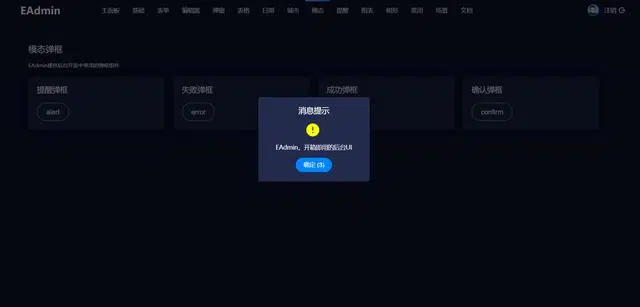 EAdmin
主面板 基础 表单 编辑器 弹窗 表格 日期 城市 模态 提醒 图表 树形 常用 场景 文档
注销
模态弹框
EAdmin提供后台开发中常用的弹框组件
提醒弹框 失败弹框 成功弹框 确认弹框
alert error confirm
消息提示
!
EAdmin，开箱即用的后台UI
确定 (3)